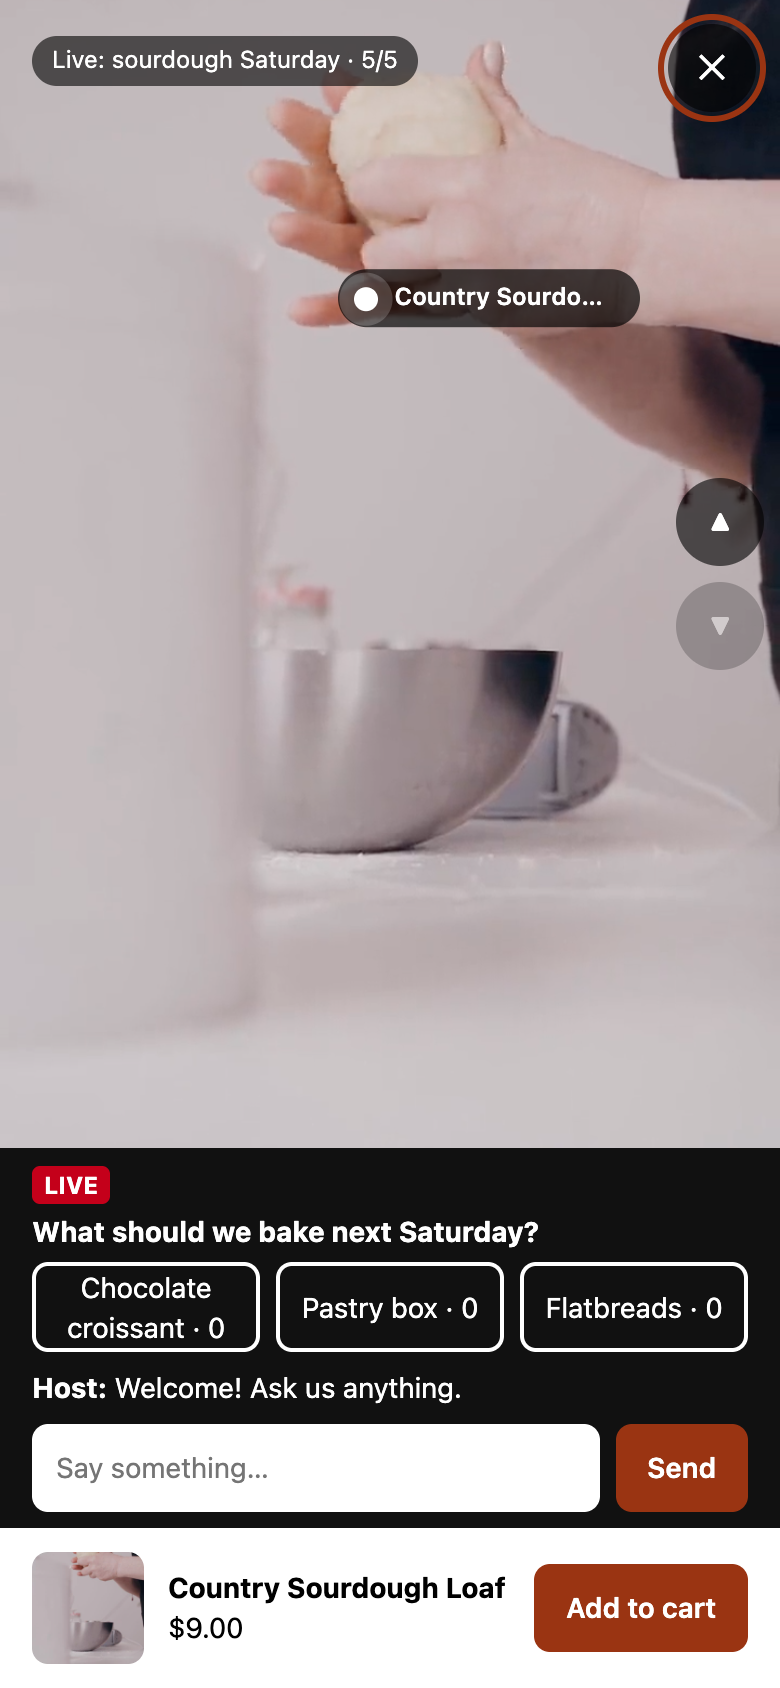 Live: sourdough Saturday · 5/5
Country Sourdo...
LIVE
What should we bake next Saturday?
Chocolate
croissant · 0
Pastry box · 0
Flatbreads · 0
Host: Welcome! Ask us anything.
Say something...
Send
Country Sourdough Loaf
$9.00
Add to cart